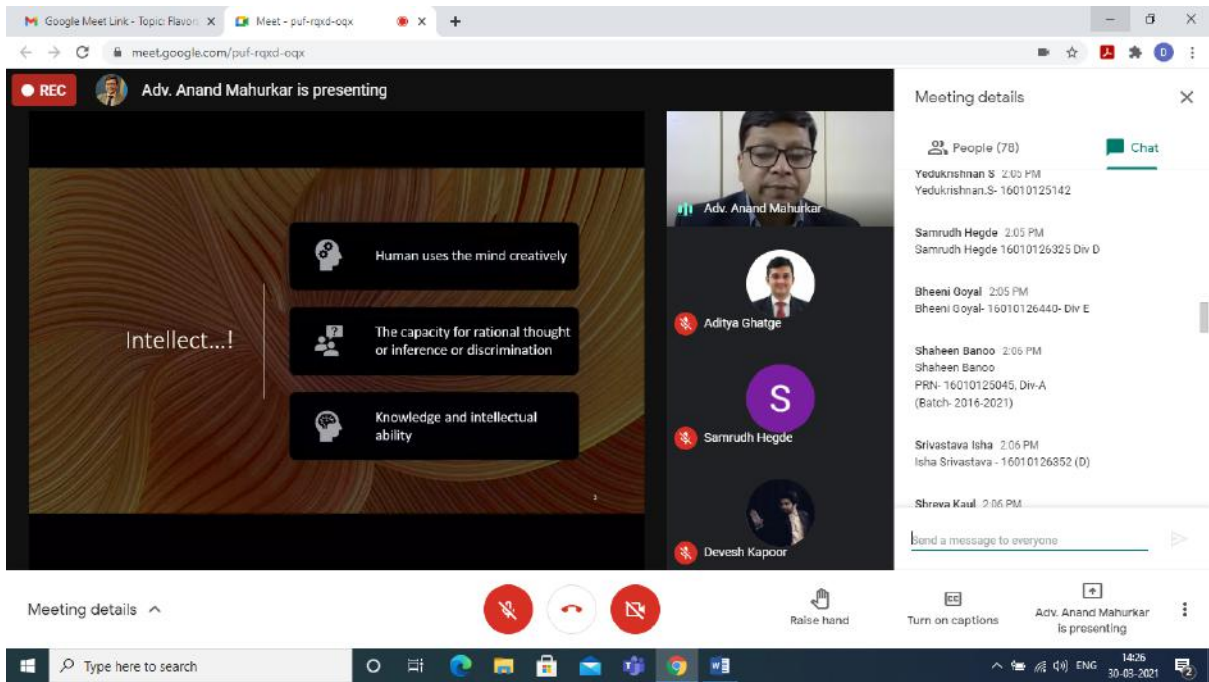 Google Meet Link - Topic: Flavor
Meet - puf-rqxd-oqx
meet.google.com/puf-rqxd-oqx
D
REC
Adv. Anand Mahurkar is presenting
Intellect...!
Human uses the mind creatively
The capacity for rational thought
or inference or discrimination
Knowledge and intellectual
ability
Adv. Anand Mahurkar
Aditya Ghatge
S
Samrudh Hegde
Devesh Kapoor
Meeting details
People (78)
Chat
Yedukrishnan S 2:05 PM
Yedukrishnan.S- 16010125142
Samrudh Hegde 2:05 PM
Samrudh Hegde 16010126325 Div D
Bheeni Goyal 2:05 PM
Bheeni Goyal- 16010126440- Div E
Shaheen Banoo 2:06 PM
Shaheen Banoo
PRN- 16010125045, Div-A
(Batch- 2016-2021)
Srivastava Isha 2:06 PM
Isha Srivastava - 16010126352 (D)
Shreya Kaul 2:06 PM
Send a message to everyone
Meeting details
Raise hand
CC
Turn on captions
Adv. Anand Mahurkar
is presenting
Type here to search
ENG
14:26
30-03-2021